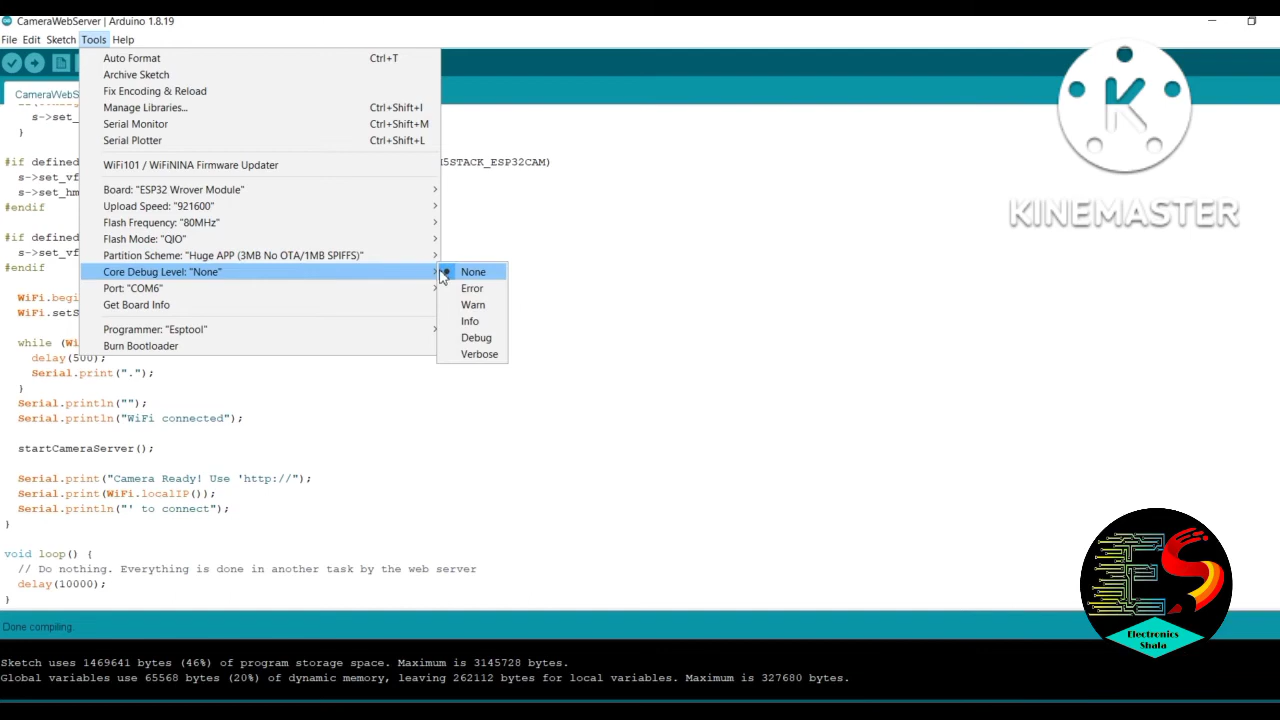 CameraWebServer | Arduino 1.8.19
File Edit Sketch Tools Help
Auto Format Ctrl+T
Archive Sketch
Fix Encoding & Reload
Manage Libraries... Ctrl+Shift+I
Serial Monitor Ctrl+Shift+M
Serial Plotter Ctrl+Shift+L
WiFi101 / WiFiNINA Firmware Updater
Board: "ESP32 Wrover Module"
Upload Speed: "921600"
Flash Frequency: "80MHz"
Flash Mode: "QIO"
Partition Scheme: "Huge APP (3MB No OTA/1MB SPIFFS)"
Core Debug Level: "None"
Port: "COM6"
Get Board Info
Programmer: "Esptool"
Burn Bootloader
None
Error
Warn
Info
Debug
Verbose
CameraWebS
s->set_
}
#if defined 5STACK_ESP32CAM)
s->set_vf
s->set_hm
#endif
#if defined
s->set_vf
#endif
WiFi.begi
WiFi.setS
while (Wi
delay(500);
Serial.print(".");
}
Serial.println("");
Serial.println("WiFi connected");
startCameraServer();
Serial.print("Camera Ready! Use 'http://");
Serial.print(WiFi.localIP());
Serial.println("' to connect");
}
void loop() {
// Do nothing. Everything is done in another task by the web server
delay(10000);
}
Done compiling.
Sketch uses 1469641 bytes (46%) of program storage space. Maximum is 3145728 bytes.
Global variables use 65568 bytes (20%) of dynamic memory, leaving 262112 bytes for local variables. Maximum is 327680 bytes.
K
KINEMASTER
ES
Electronics
Shala